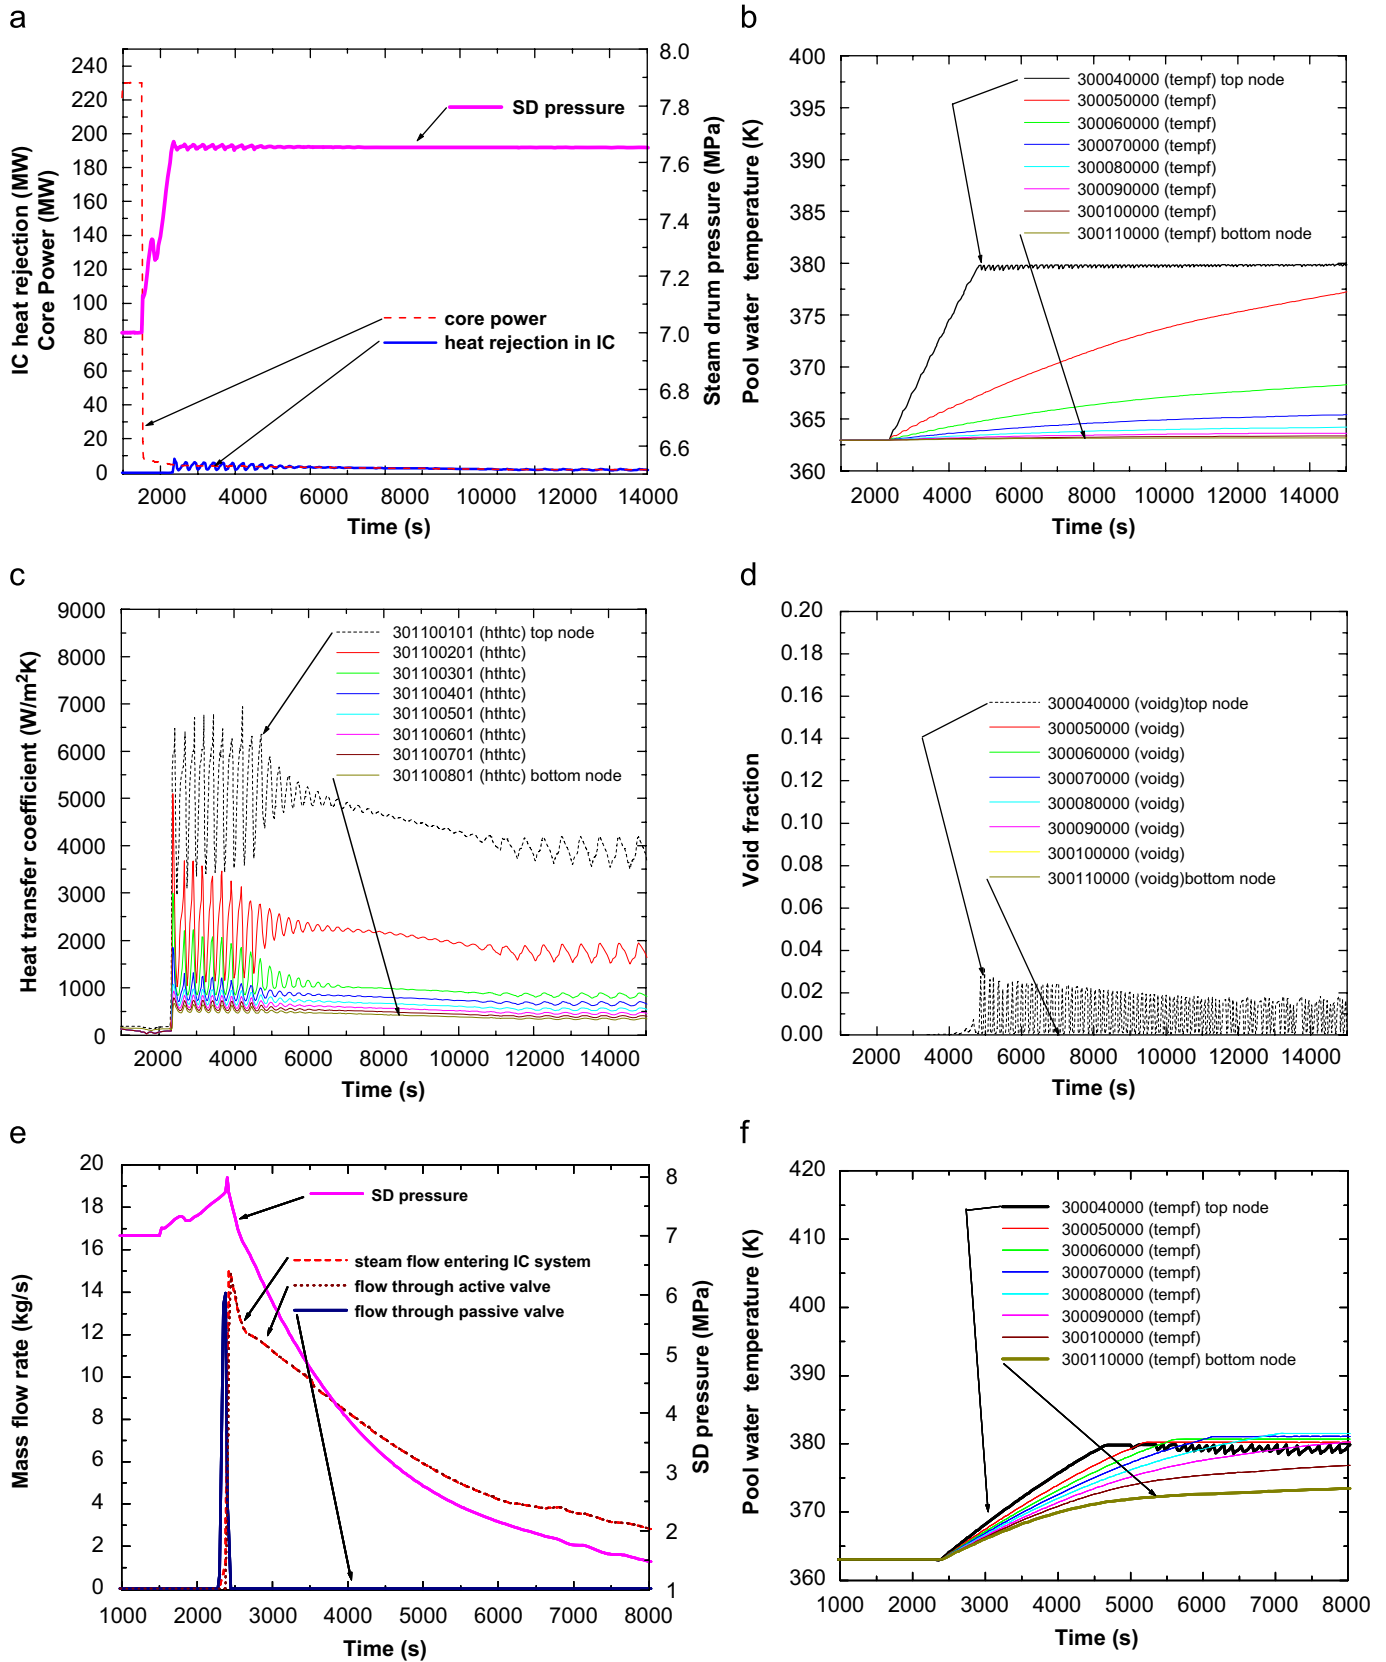 a
240
220
200
180
160
140
120
100
80
60
40
20
0
IC heat rejection (MW)
Core Power (MW)
8.0
7.8
7.6
7.4
7.2
7.0
6.8
6.6
Steam drum pressure (MPa)
SD pressure
core power
heat rejection in IC
2000 4000 6000 8000 10000 12000 14000
Time (s)
b
400
395
390
385
380
375
370
365
360
Pool water temperature (K)
300040000 (tempf) top node
300050000 (tempf)
300060000 (tempf)
300070000 (tempf)
300080000 (tempf)
300090000 (tempf)
300100000 (tempf)
300110000 (tempf) bottom node
2000 4000 6000 8000 10000 12000 14000
Time (s)
c
9000
8000
7000
6000
5000
4000
3000
2000
1000
0
Heat transfer coefficient (W/m²K)
301100101 (hthtc) top node
301100201 (hthtc)
301100301 (hthtc)
301100401 (hthtc)
301100501 (hthtc)
301100601 (hthtc)
301100701 (hthtc)
301100801 (hthtc) bottom node
2000 4000 6000 8000 10000 12000 14000
Time (s)
d
0.20
0.18
0.16
0.14
0.12
0.10
0.08
0.06
0.04
0.02
0.00
Void fraction
300040000 (voidg)top node
300050000 (voidg)
300060000 (voidg)
300070000 (voidg)
300080000 (voidg)
300090000 (voidg)
300100000 (voidg)
300110000 (voidg)bottom node
2000 4000 6000 8000 10000 12000 14000
Time (s)
e
20
18
16
14
12
10
8
6
4
2
0
Mass flow rate (kg/s)
8
7
6
5
4
3
2
1
SD pressure (MPa)
SD pressure
steam flow entering IC system
flow through active valve
flow through passive valve
1000 2000 3000 4000 5000 6000 7000 8000
Time (s)
f
420
410
400
390
380
370
360
Pool water temperature (K)
300040000 (tempf) top node
300050000 (tempf)
300060000 (tempf)
300070000 (tempf)
300080000 (tempf)
300090000 (tempf)
300100000 (tempf)
300110000 (tempf) bottom node
1000 2000 3000 4000 5000 6000 7000 8000
Time (s)